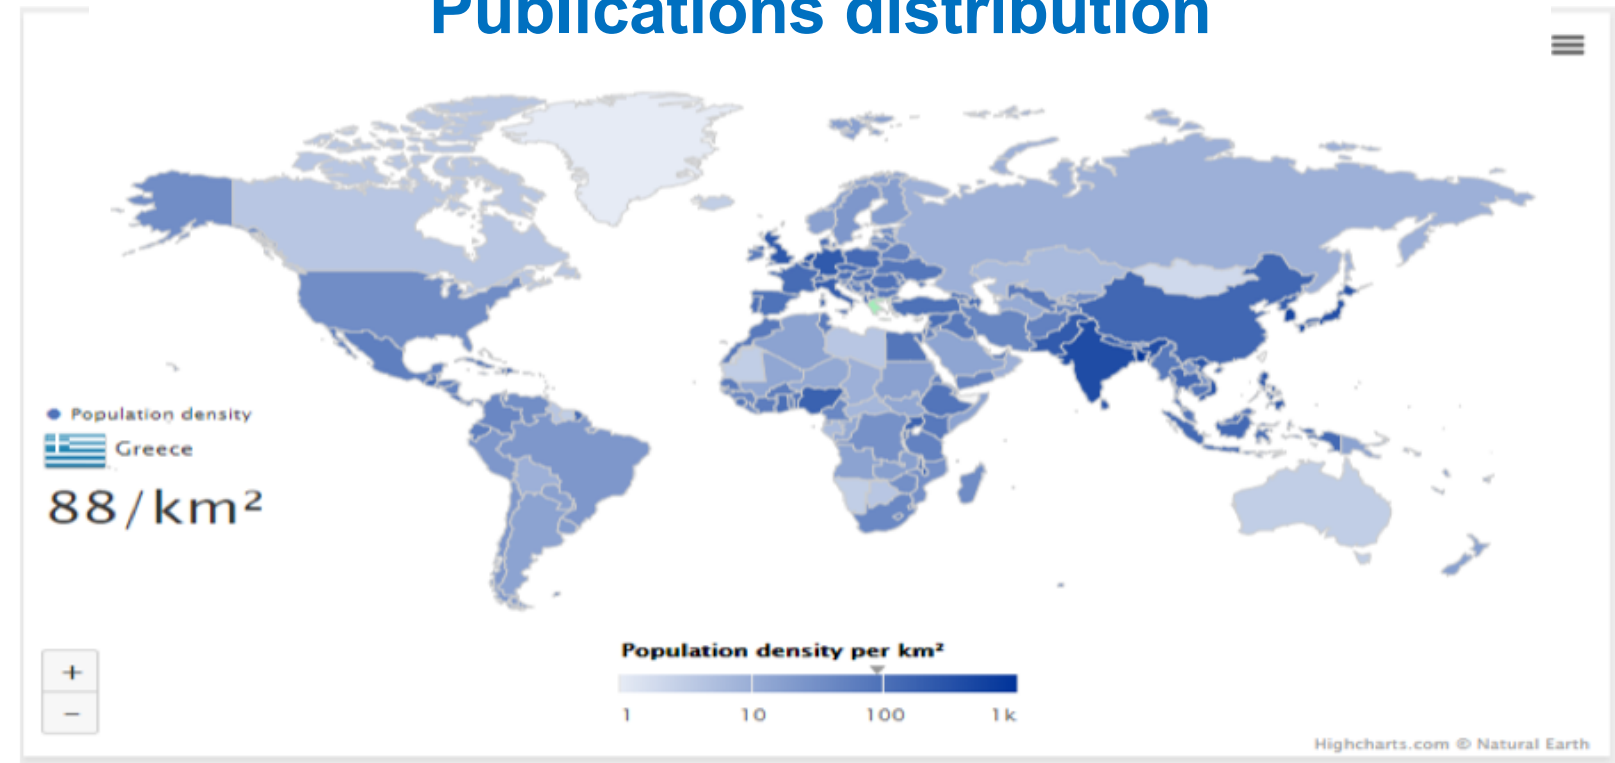 Publications distribution
Population density
Greece
88/km²
+
−
Population density per km²
1 10 100 1k
Highcharts.com © Natural Earth